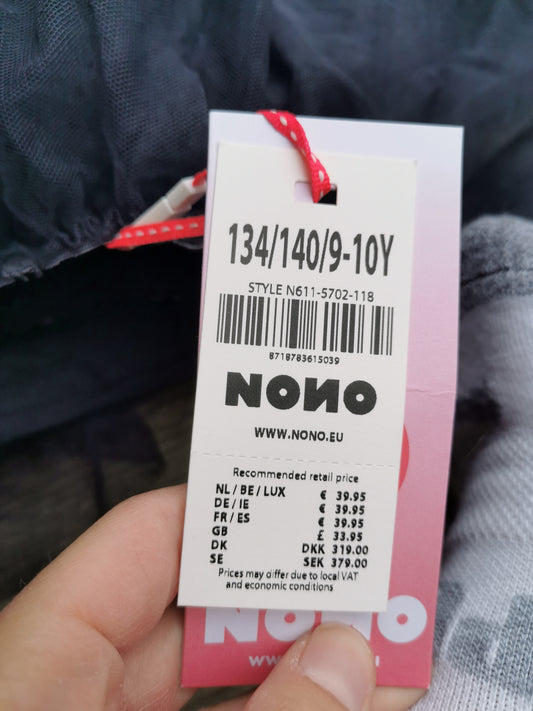 134/140/9-10Y
STYLE N611-5702-118
8718783615039
NONO
WWW.NONO.EU
Recommended retail price
NL / BE / LUX € 39.95
DE / IE € 39.95
FR / ES € 39.95
GB £ 33.95
DK DKK 319.00
SE SEK 379.00
Prices may differ due to local VAT
and economic conditions
NONO